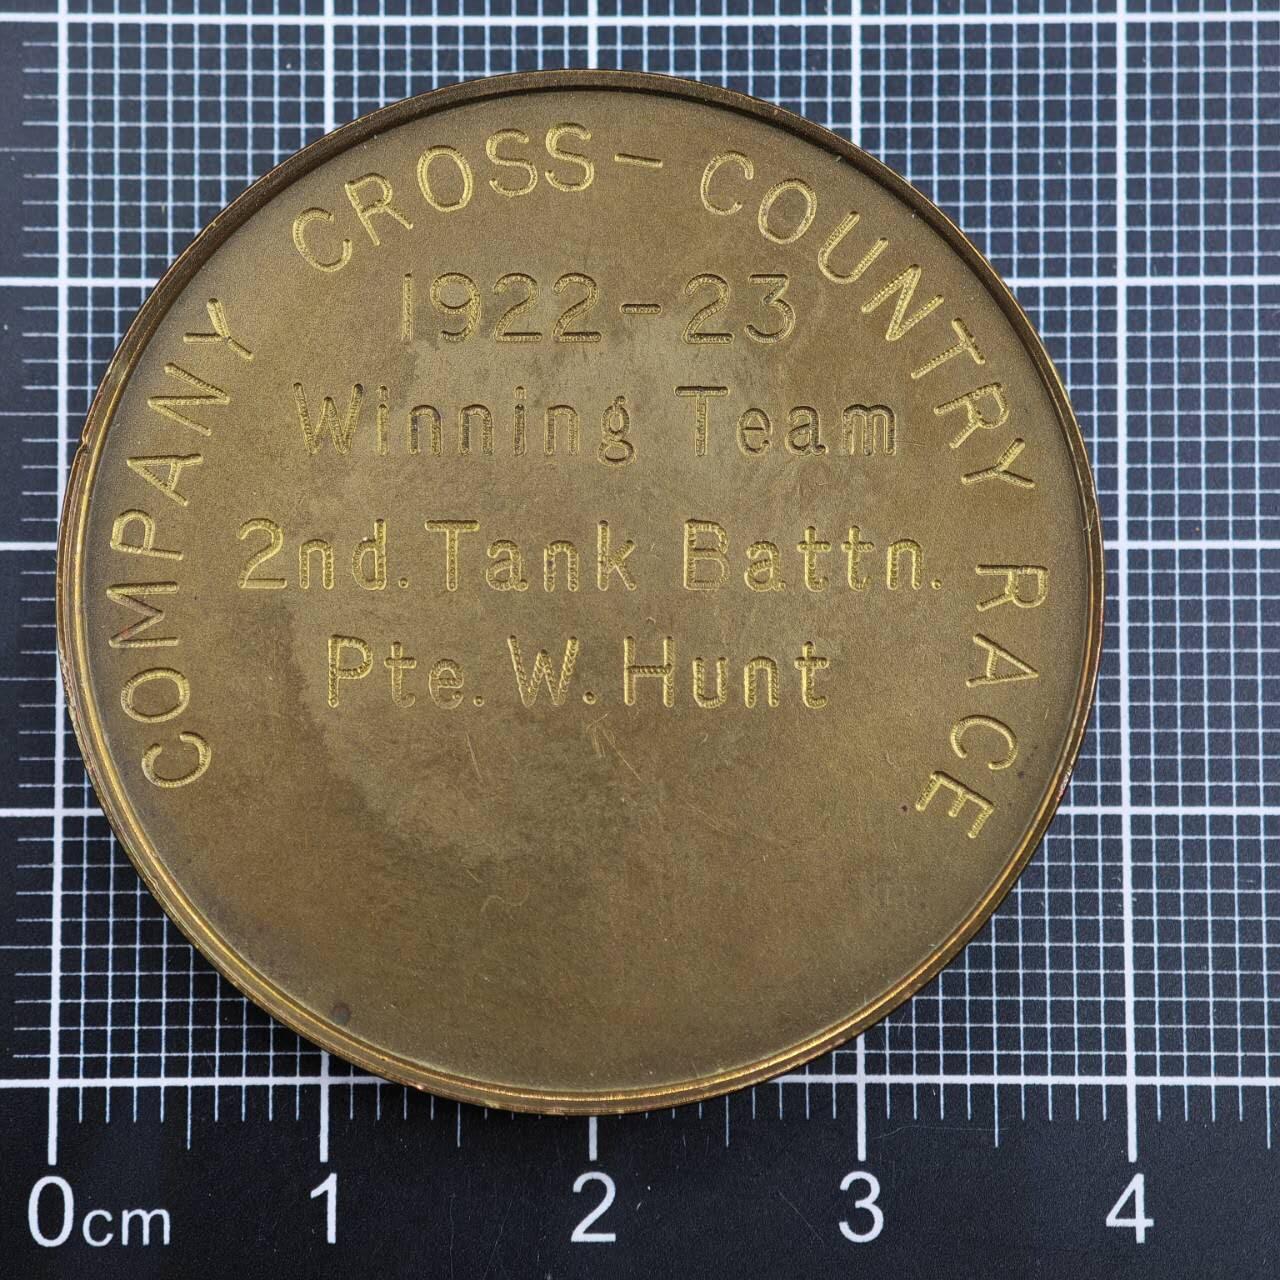 COMPANY CROSS-COUNTRY RACE
1922-23
Winning Team
2nd. Tank Battn.
Pte. W. Hunt
0cm 1 2 3 4